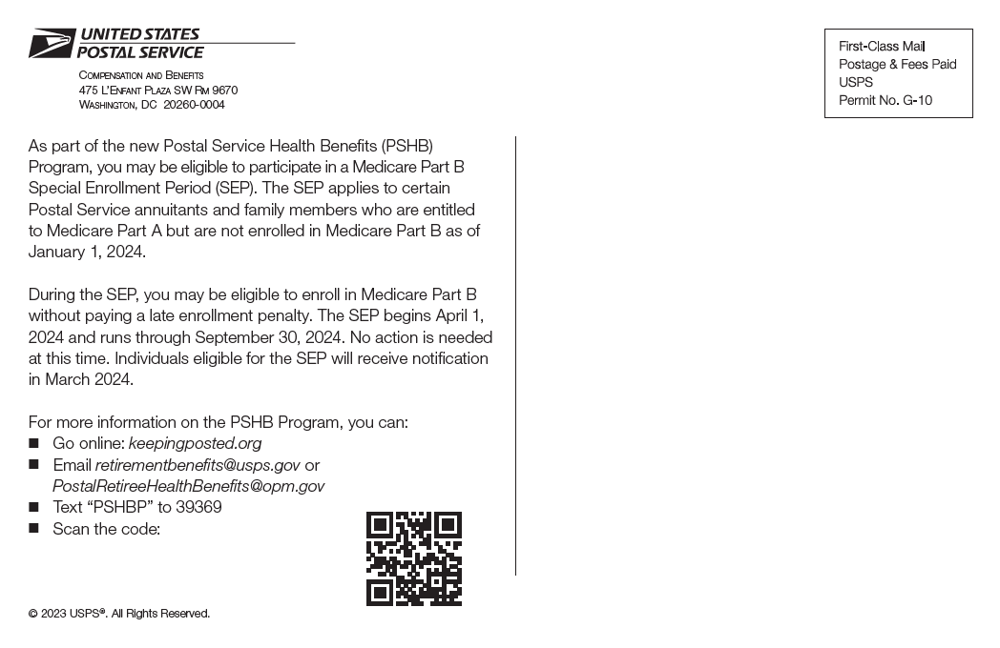 UNITED STATES
POSTAL SERVICE
COMPENSATION AND BENEFITS
475 L'ENFANT PLAZA SW RM 9670
WASHINGTON, DC 20260-0004
First-Class Mail
Postage & Fees Paid
USPS
Permit No. G-10
As part of the new Postal Service Health Benefits (PSHB)
Program, you may be eligible to participate in a Medicare Part B
Special Enrollment Period (SEP). The SEP applies to certain
Postal Service annuitants and family members who are entitled
to Medicare Part A but are not enrolled in Medicare Part B as of
January 1, 2024.
During the SEP, you may be eligible to enroll in Medicare Part B
without paying a late enrollment penalty. The SEP begins April 1,
2024 and runs through September 30, 2024. No action is needed
at this time. Individuals eligible for the SEP will receive notification
in March 2024.
For more information on the PSHB Program, you can:
■ Go online: keepingposted.org
■ Email retirementbenefits@usps.gov or
PostalRetireeHealthBenefits@opm.gov
■ Text “PSHBP” to 39369
■ Scan the code:
© 2023 USPS®. All Rights Reserved.